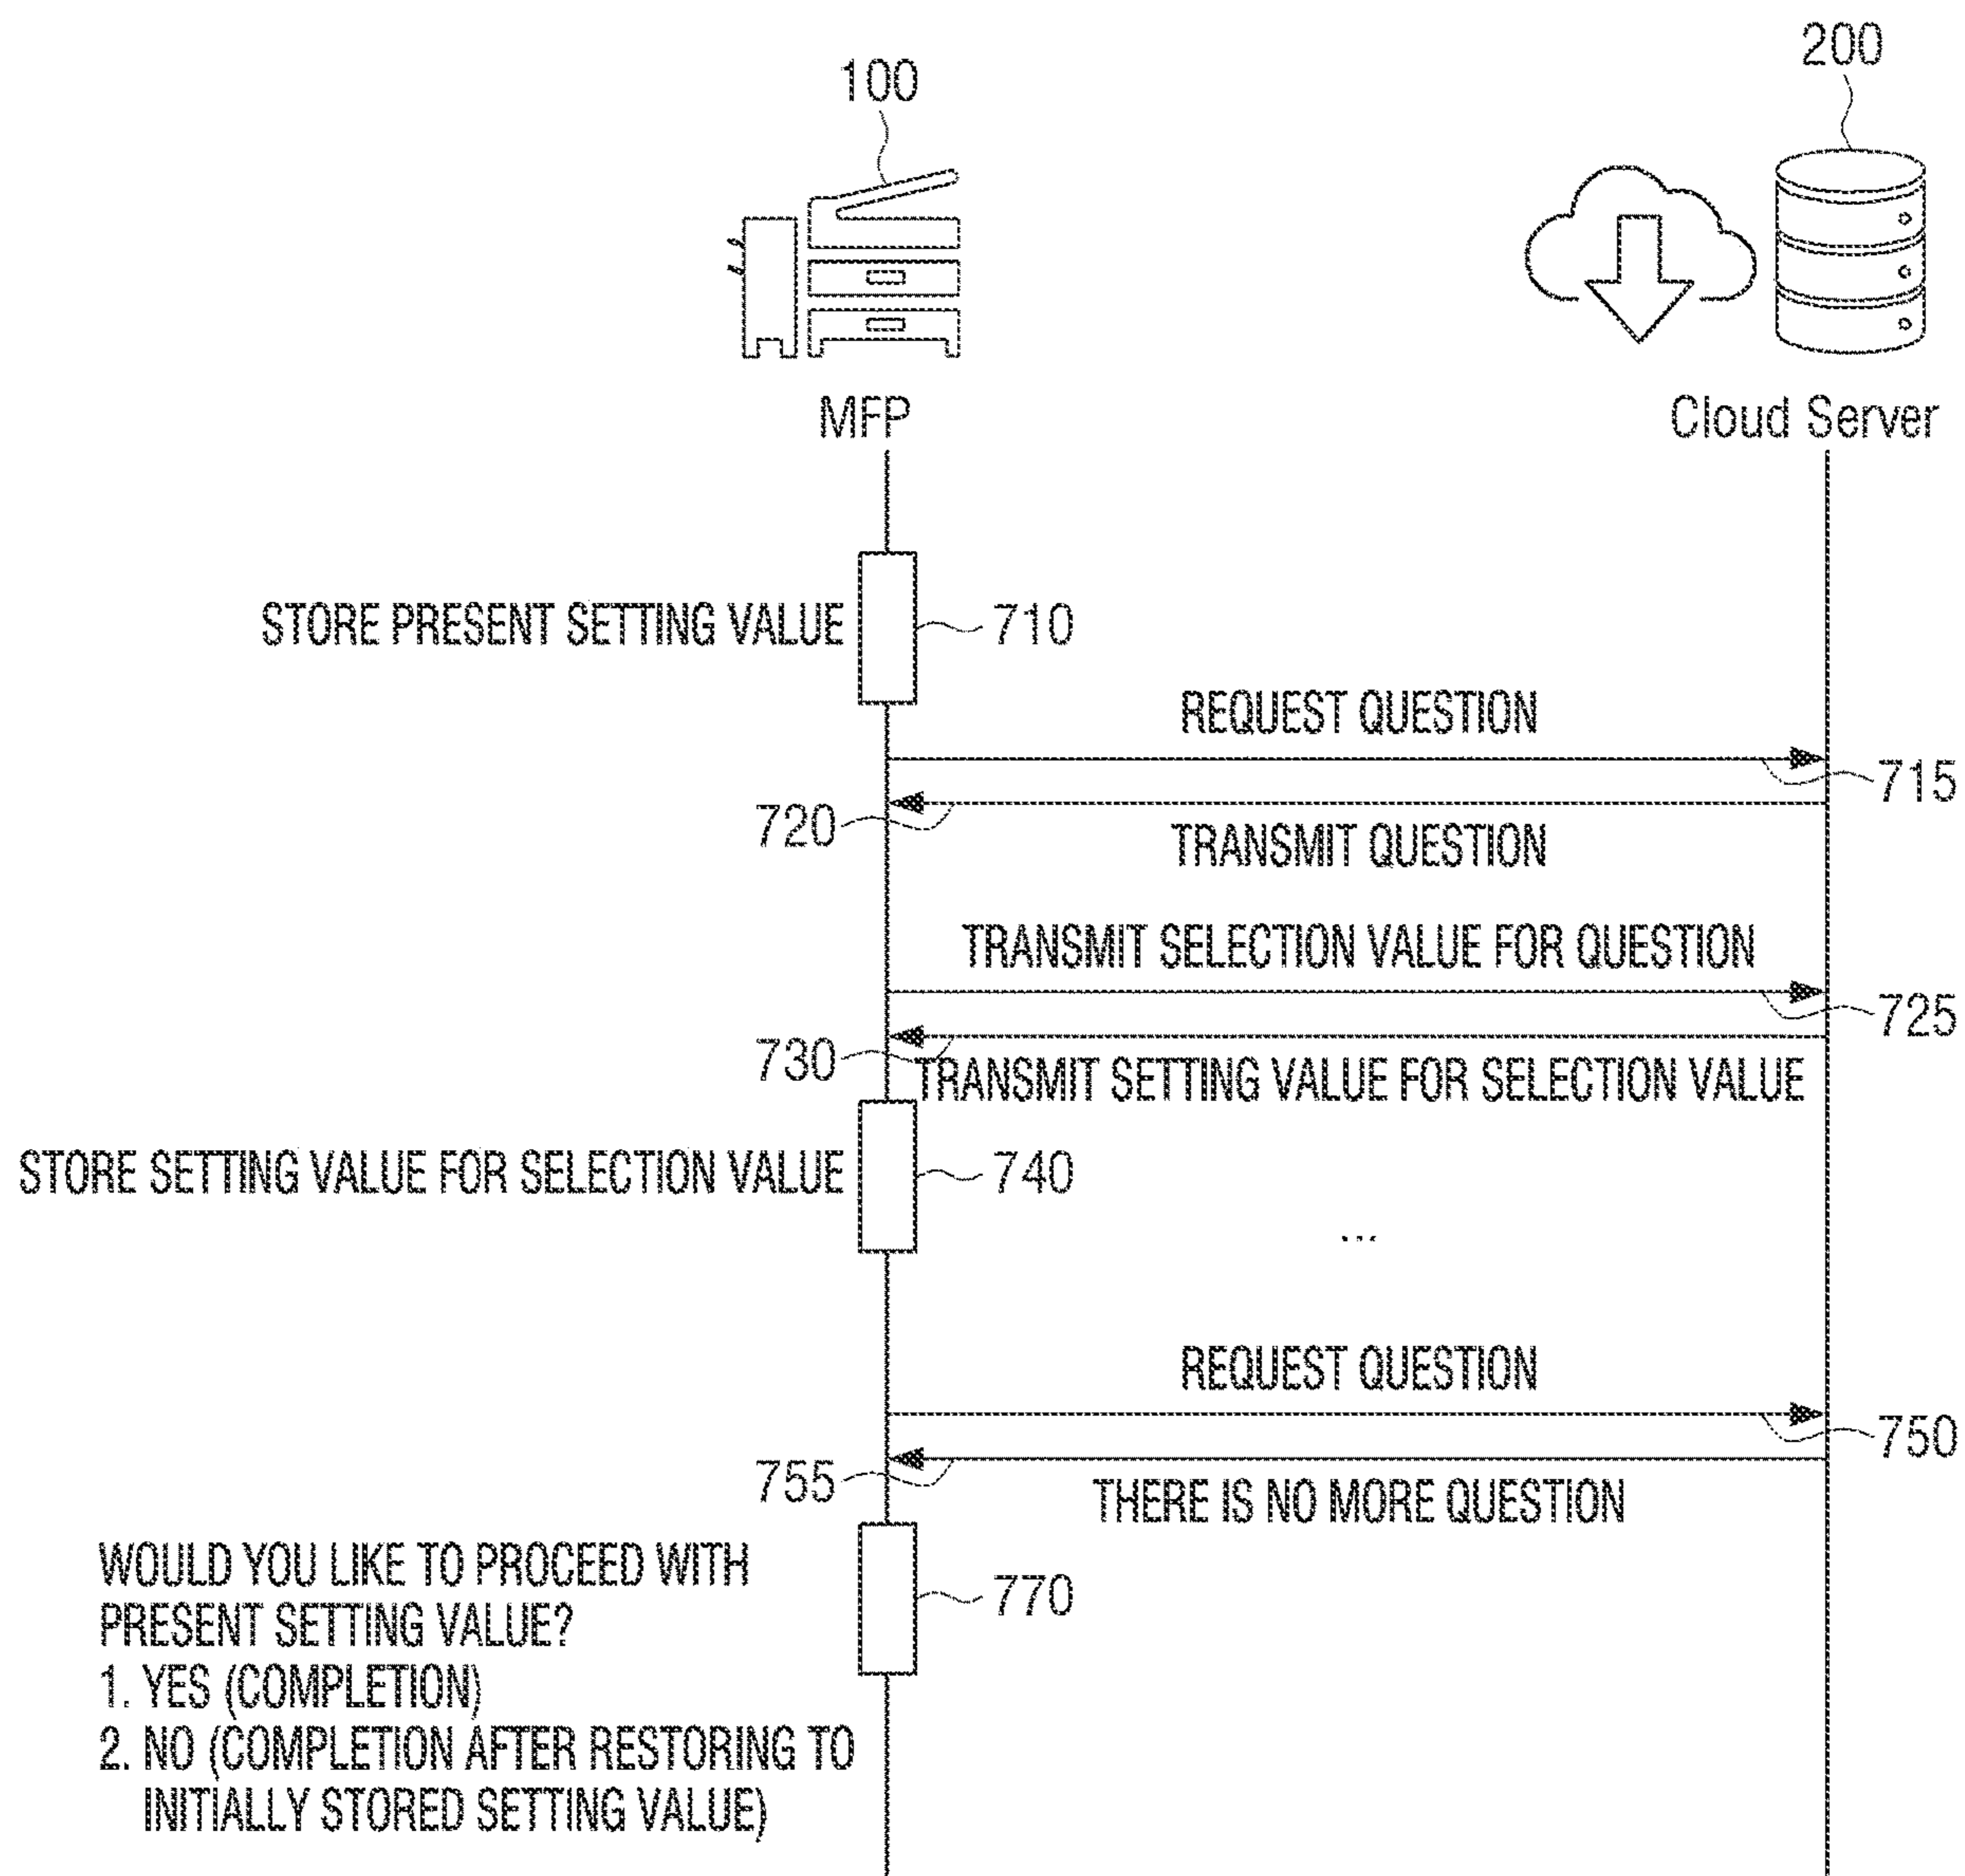 200
100
MFP
Cloud Server
STORE PRESENT SETTING VALUE
710
REQUEST QUESTION
715
720
TRANSMIT QUESTION
TRANSMIT SELECTION VALUE FOR QUESTION
725
730
TRANSMIT SETTING VALUE FOR SELECTION VALUE
STORE SETTING VALUE FOR SELECTION VALUE
740
...
REQUEST QUESTION
750
755
THERE IS NO MORE QUESTION
WOULD YOU LIKE TO PROCEED WITH
PRESENT SETTING VALUE?
1. YES (COMPLETION)
2. NO (COMPLETION AFTER RESTORING TO
INITIALLY STORED SETTING VALUE)
770